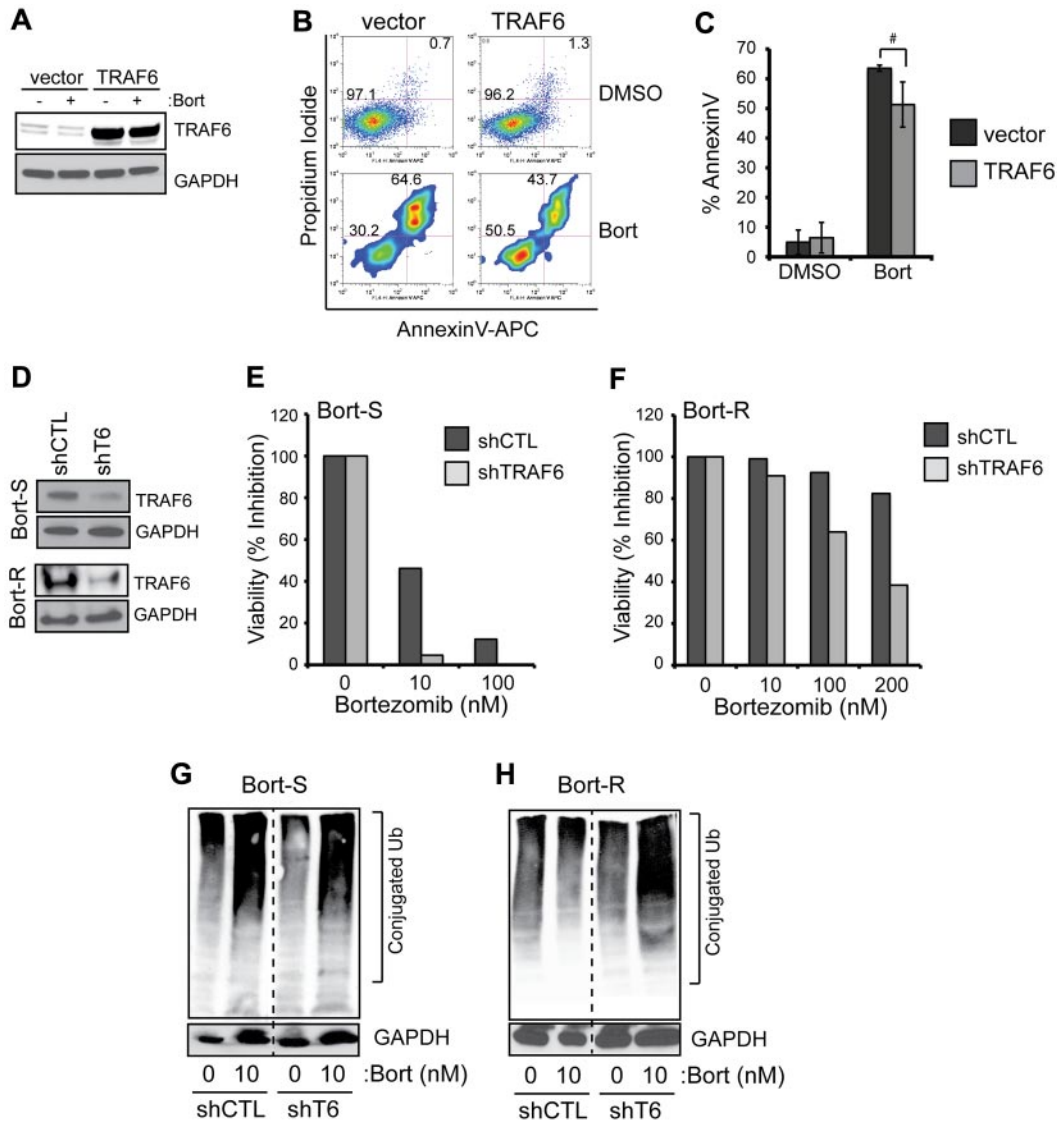 A
vector TRAF6
- + - + :Bort
TRAF6
GAPDH
B
vector TRAF6
0.7
97.1
1.3
96.2
DMSO
64.6
30.2
43.7
50.5
Bort
Propidium Iodide
AnnexinV-APC
C
% AnnexinV
70
60
50
40
30
20
10
0
#
DMSO Bort
vector
TRAF6
D
shCTL shT6
Bort-S
TRAF6
GAPDH
Bort-R
TRAF6
GAPDH
E
Bort-S
Viability (% Inhibition)
120
100
80
60
40
20
0
shCTL
shTRAF6
0 10 100
Bortezomib (nM)
F
Bort-R
Viability (% Inhibition)
120
100
80
60
40
20
0
shCTL
shTRAF6
0 10 100 200
Bortezomib (nM)
G
Bort-S
Conjugated Ub
GAPDH
0 10 0 10 :Bort (nM)
shCTL shT6
H
Bort-R
Conjugated Ub
GAPDH
0 10 0 10 :Bort (nM)
shCTL shT6